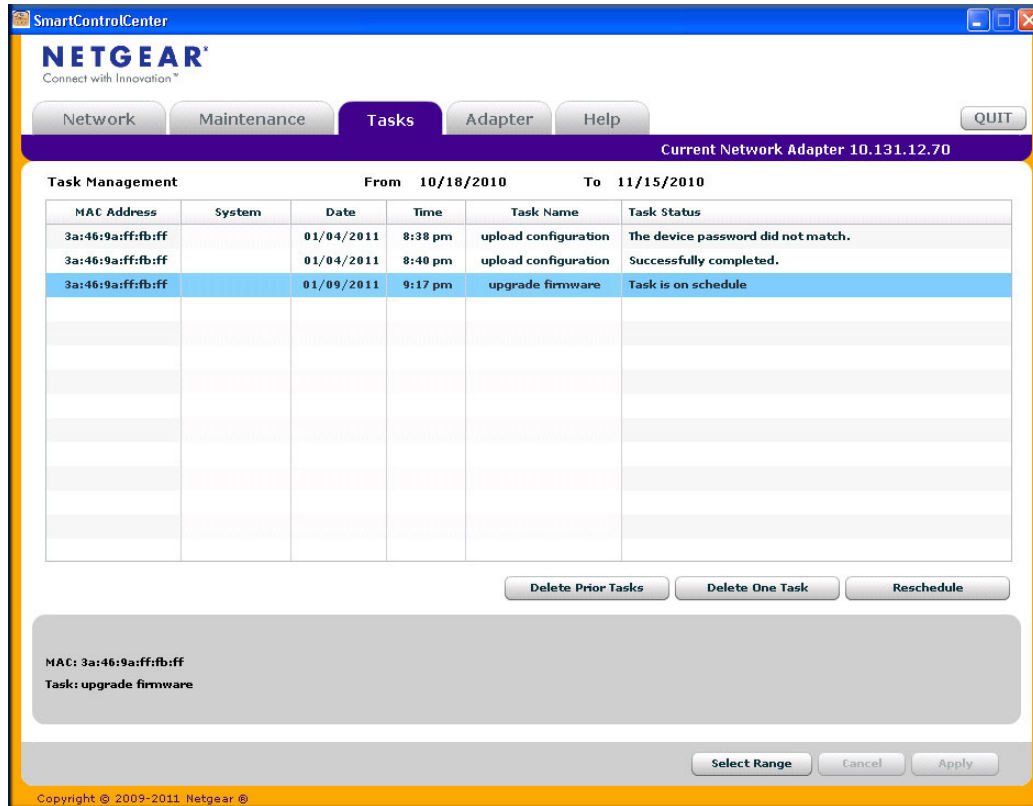 SmartControlCenter
NETGEAR®
Connect with Innovation™
Network Maintenance Tasks Adapter Help QUIT
Current Network Adapter 10.131.12.70
Task Management From 10/18/2010 To 11/15/2010
MAC Address System Date Time Task Name Task Status
3a:46:9a:ff:fb:ff 01/04/2011 8:38 pm upload configuration The device password did not match.
3a:46:9a:ff:fb:ff 01/04/2011 8:40 pm upload configuration Successfully completed.
3a:46:9a:ff:fb:ff 01/09/2011 9:17 pm upgrade firmware Task is on schedule
Delete Prior Tasks Delete One Task Reschedule
MAC: 3a:46:9a:ff:fb:ff
Task: upgrade firmware
Select Range Cancel Apply
Copyright © 2009-2011 Netgear ®